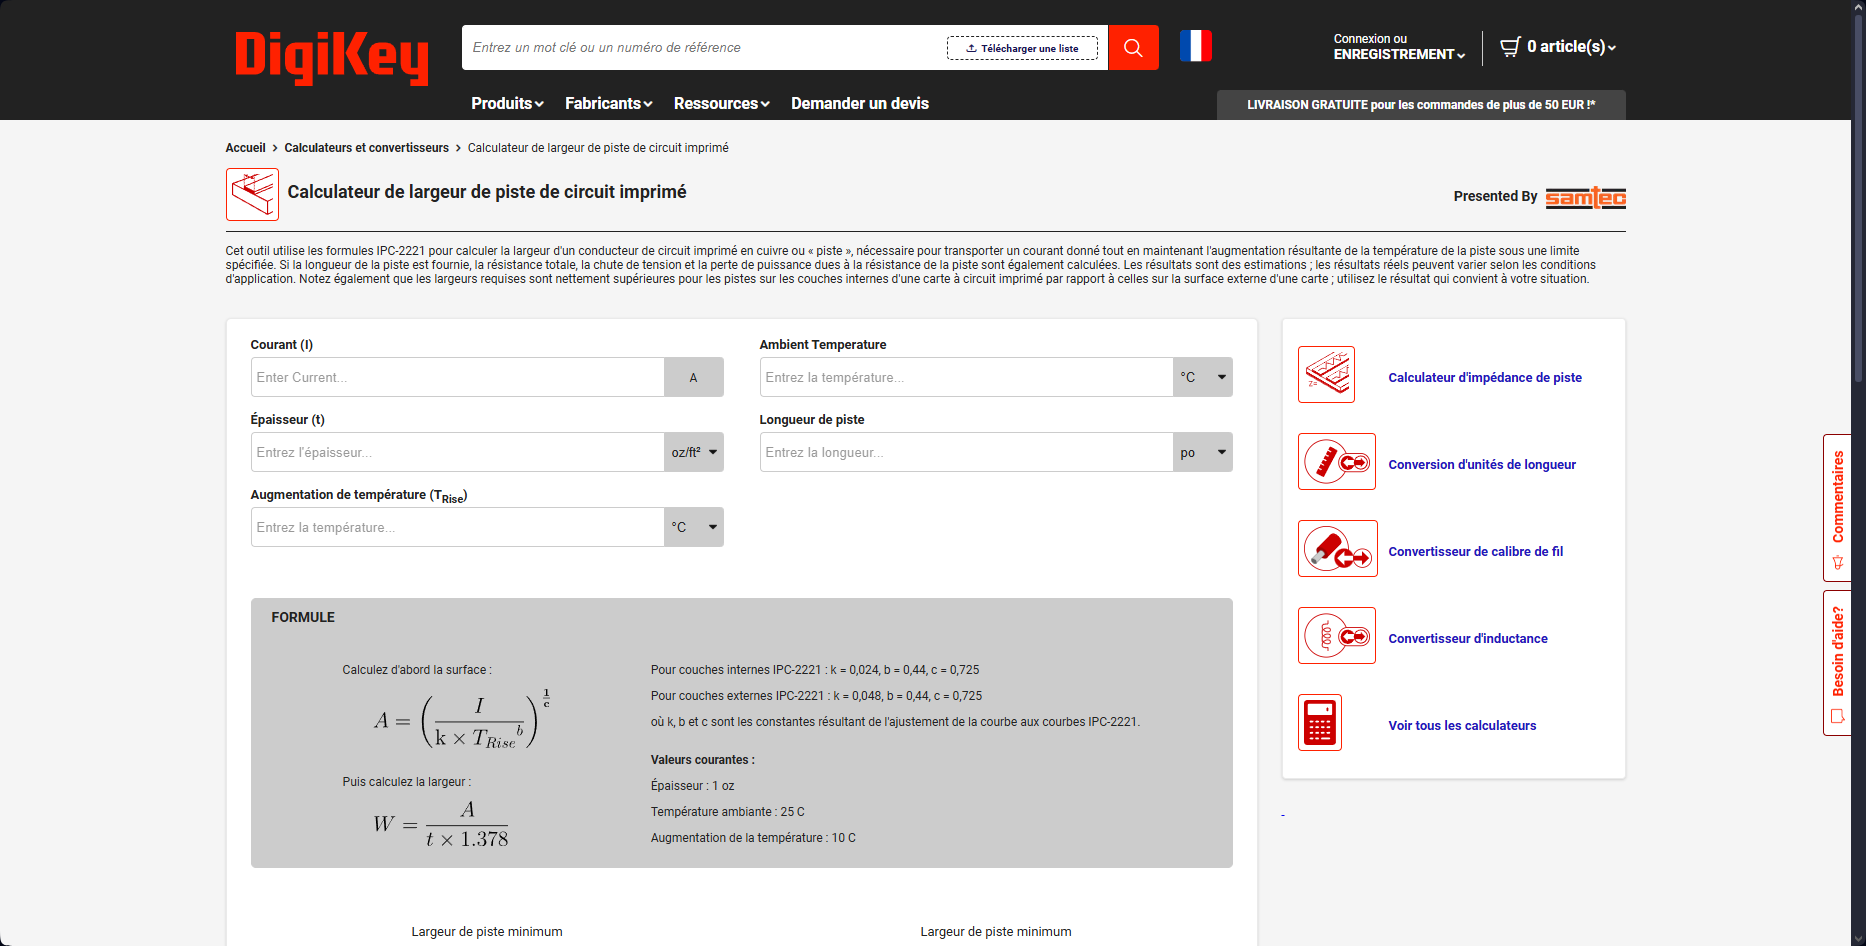 DigiKey
Entrez un mot clé ou un numéro de référence
Télécharger une liste
Connexion ou
ENREGISTREMENT
0 article(s)
Produits
Fabricants
Ressources
Demander un devis
LIVRAISON GRATUITE pour les commandes de plus de 50 EUR !*
Accueil > Calculateurs et convertisseurs > Calculateur de largeur de piste de circuit imprimé
Calculateur de largeur de piste de circuit imprimé
Presented By samtec
Cet outil utilise les formules IPC-2221 pour calculer la largeur d'un conducteur de circuit imprimé en cuivre ou « piste », nécessaire pour transporter un courant donné tout en maintenant l'augmentation résultante de la température de la piste sous une limite
spécifiée. Si la longueur de la piste est fournie, la résistance totale, la chute de tension et la perte de puissance dues à la résistance de la piste sont également calculées. Les résultats sont des estimations ; les résultats réels peuvent varier selon les conditions
d'application. Notez également que les largeurs requises sont nettement supérieures pour les pistes sur les couches internes d'une carte à circuit imprimé par rapport à celles sur la surface externe d'une carte ; utilisez le résultat qui convient à votre situation.
Courant (I)
Enter Current...
A
Ambient Temperature
Entrez la température...
°C
Épaisseur (t)
Entrez l'épaisseur...
oz/ft²
Longueur de piste
Entrez la longueur...
po
Augmentation de température (TRise)
Entrez la température...
°C
FORMULE
Calculez d'abord la surface :
A = (I / (k × T_Rise^b))^(1/c)
Puis calculez la largeur :
W = A / (t × 1.378)
Pour couches internes IPC-2221 : k = 0,024, b = 0,44, c = 0,725
Pour couches externes IPC-2221 : k = 0,048, b = 0,44, c = 0,725
où k, b et c sont les constantes résultant de l'ajustement de la courbe aux courbes IPC-2221.
Valeurs courantes :
Épaisseur : 1 oz
Température ambiante : 25 C
Augmentation de la température : 10 C
Largeur de piste minimum
Largeur de piste minimum
Z=
Calculateur d'impédance de piste
Conversion d'unités de longueur
Convertisseur de calibre de fil
Convertisseur d'inductance
Voir tous les calculateurs
-
Commentaires
Besoin d'aide?